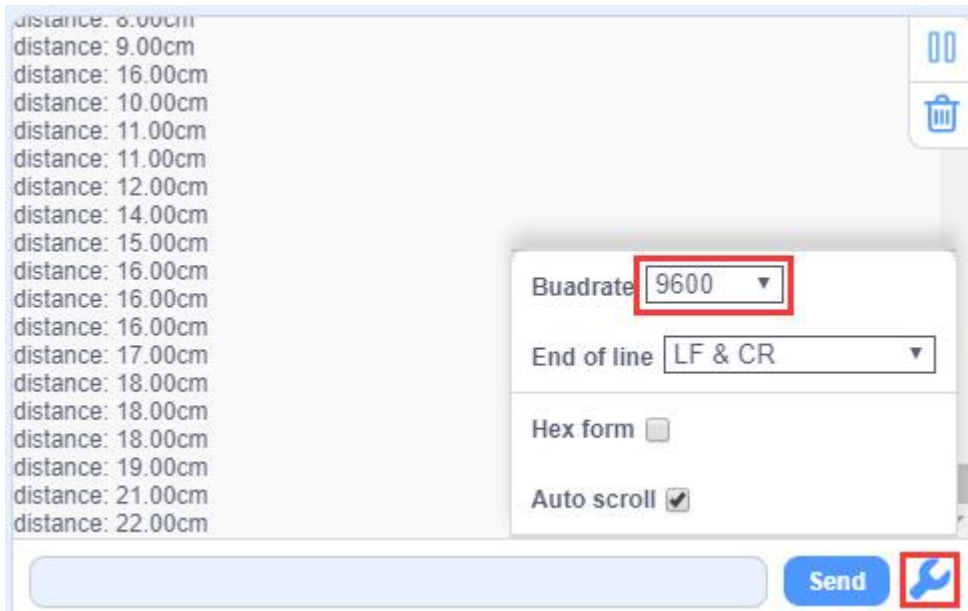 distance: 8.00cm
distance: 9.00cm
distance: 16.00cm
distance: 10.00cm
distance: 11.00cm
distance: 11.00cm
distance: 12.00cm
distance: 14.00cm
distance: 15.00cm
distance: 16.00cm
distance: 16.00cm
distance: 16.00cm
distance: 17.00cm
distance: 18.00cm
distance: 18.00cm
distance: 18.00cm
distance: 19.00cm
distance: 21.00cm
distance: 22.00cm
Buadrate 9600
End of line LF & CR
Hex form
Auto scroll
Send